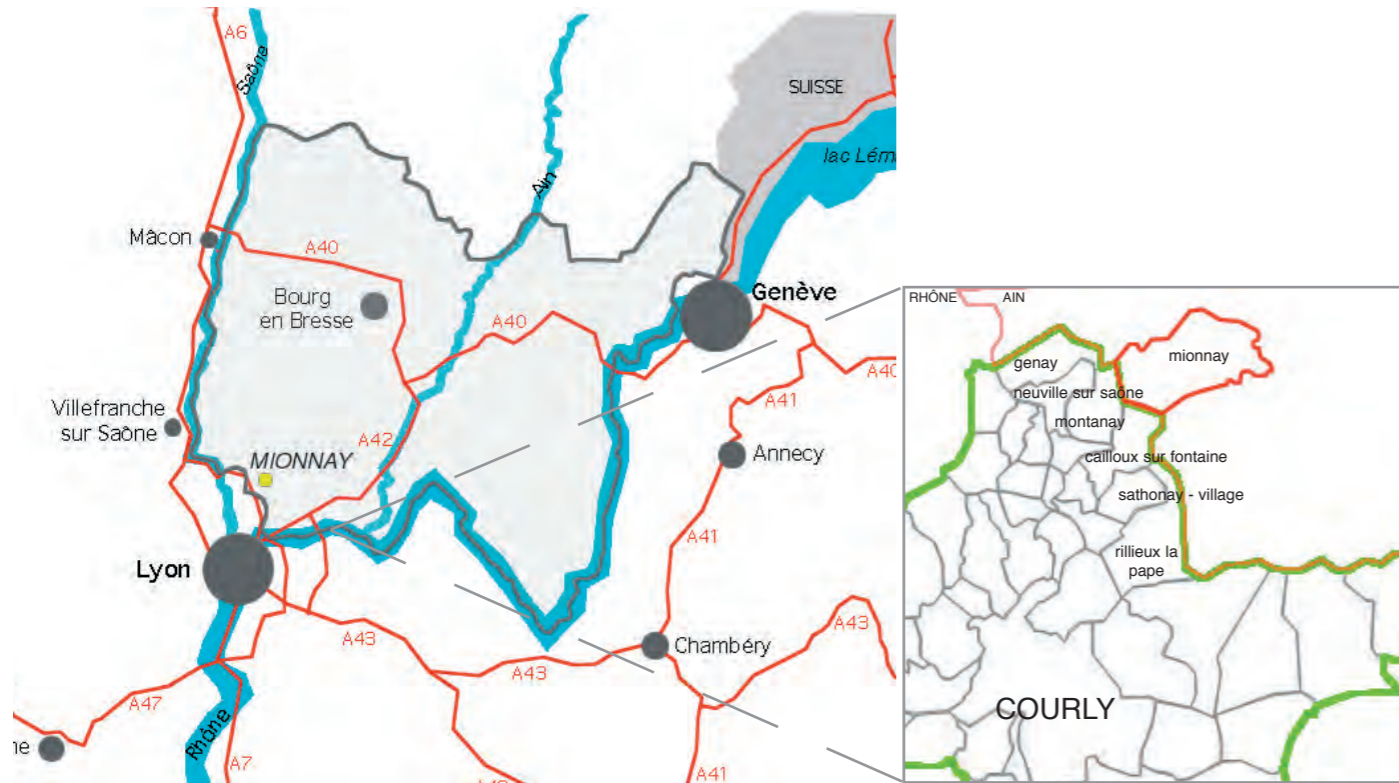 A6
Saône
SUISSE
lac Lém
Ain
Mâcon
A40
Genève
Bourg
en Bresse
A40
A40
A41
Villefranche
sur Saône
A42
MIONNAY
Annecy
A41
Lyon
A43
A43
Chambéry
A43
A47
Rhône
A7
A41
ne
RHÔNE
AIN
genay
mionnay
neuville sur saône
montanay
cailloux sur fontaine
sathonay - village
rillieux la
pape
COURLY